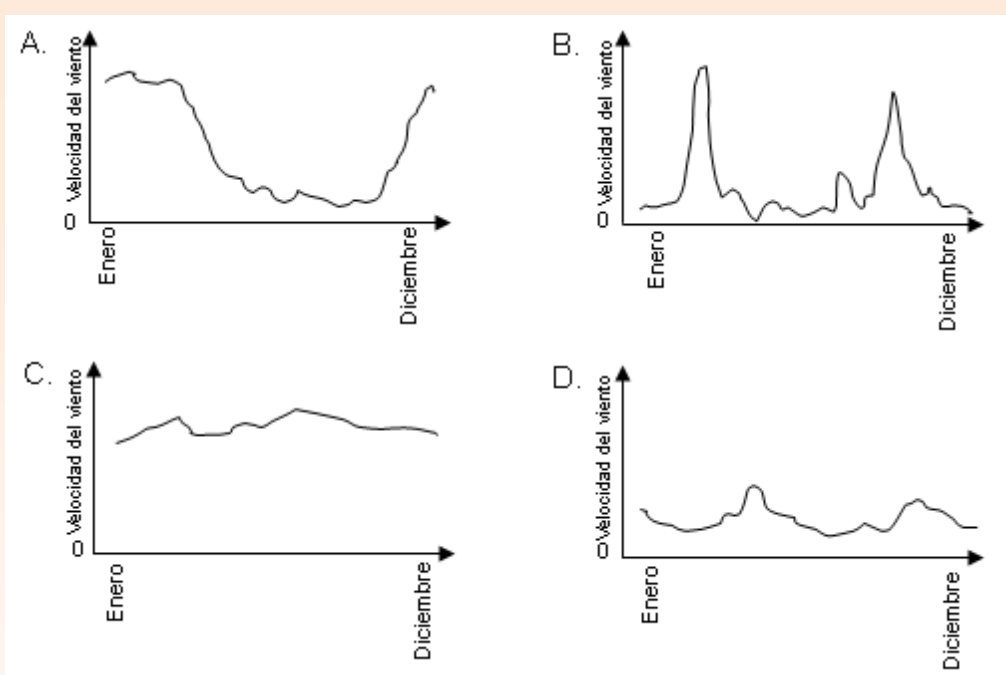 A.
Velocidad del viento
0
Enero
Diciembre
B.
Velocidad del viento
0
Enero
Diciembre
C.
Velocidad del viento
0
Enero
Diciembre
D.
Velocidad del viento
0
Enero
Diciembre